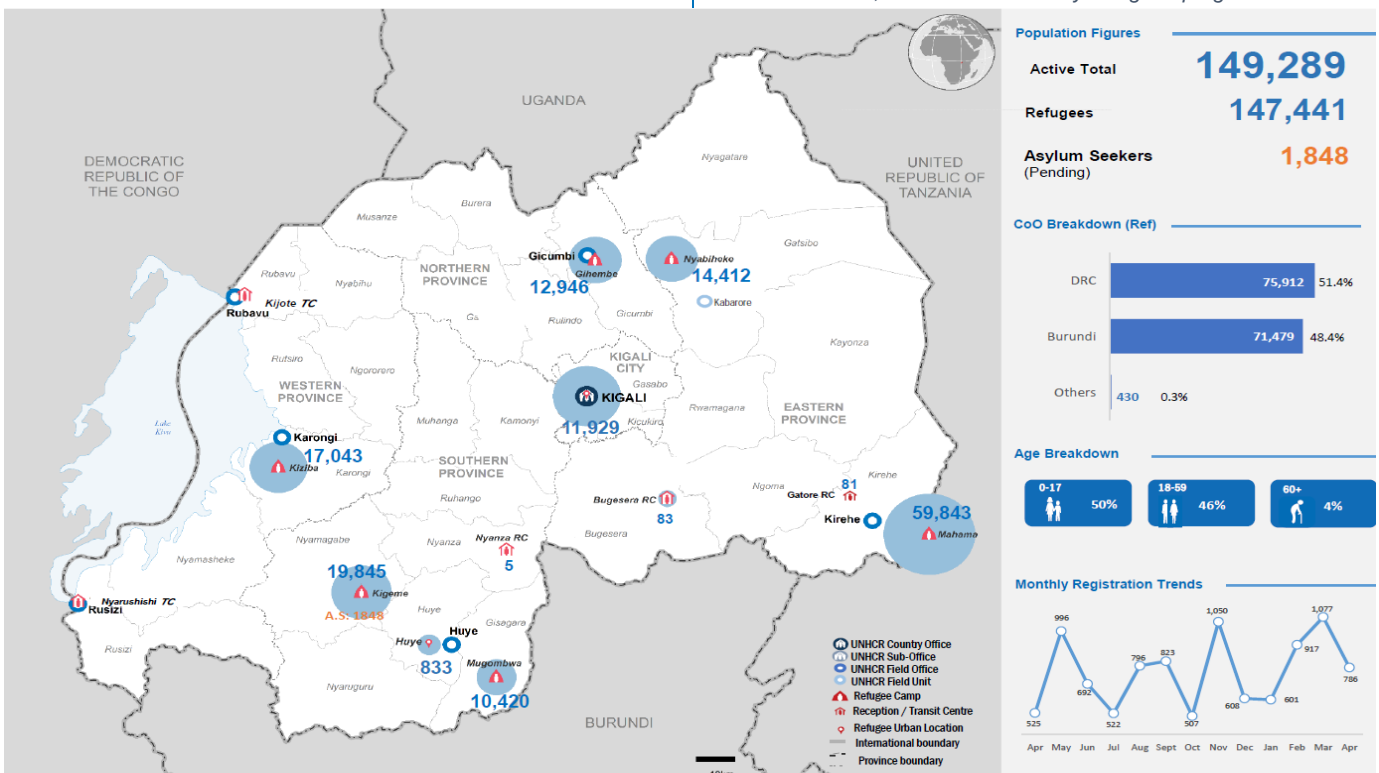 UGANDA
DEMOCRATIC
REPUBLIC OF
THE CONGO
UNITED
REPUBLIC OF
TANZANIA
Nyagatare
Burera
Musanze
Gatsibo
Gicumbi
Gihembe
12,946
Nyabiheke
14,412
NORTHERN
PROVINCE
Rubavu
Nyabihu
Kijote TC
Rubavu
Kabarore
Ga.
Rulindo
Gicumbi
Kayonza
Rutsiro
Ngororero
KIGALI
CITY
Gasabo
WESTERN
PROVINCE
KIGALI
11,929
Kicukiro
Rwamagana
EASTERN
PROVINCE
Muhanga
Kamonyi
Lake
Kivu
Karongi
17,043
Kiziba
Karongi
SOUTHERN
PROVINCE
Ruhango
Bugesera RC
83
Bugesera
Ngoma
Kirehe
81
Gatore RC
Kirehe
59,843
Mahama
Nyamagabe
Nyanza
Nyanza RC
5
Nyamasheke
19,845
Kigeme
A.S: 1848
Huye
Gisagara
Nyarushishi TC
Rusizi
Rusizi
Huye
Huye
833
Mugombwa
10,420
Nyaruguru
BURUNDI
UNHCR County Office
UNHCR Sub-Office
UNHCR Field Office
UNHCR Field Unit
Refugee Camp
Reception / Transit Centre
Refugee Urban Location
International boundary
Province boundary
Population Figures
Active Total 149,289
Refugees 147,441
Asylum Seekers 1,848
(Pending)
CoO Breakdown (Ref)
DRC 75,912 51.4%
Burundi 71,479 48.4%
Others 430 0.3%
Age Breakdown
0-17 50%
18-59 46%
60+ 4%
Monthly Registration Trends
525 996 692 522 796 823 507 1,050 608 601 917 1,077 786
Apr May Jun Jul Aug Sept Oct Nov Dec Jan Feb Mar Apr